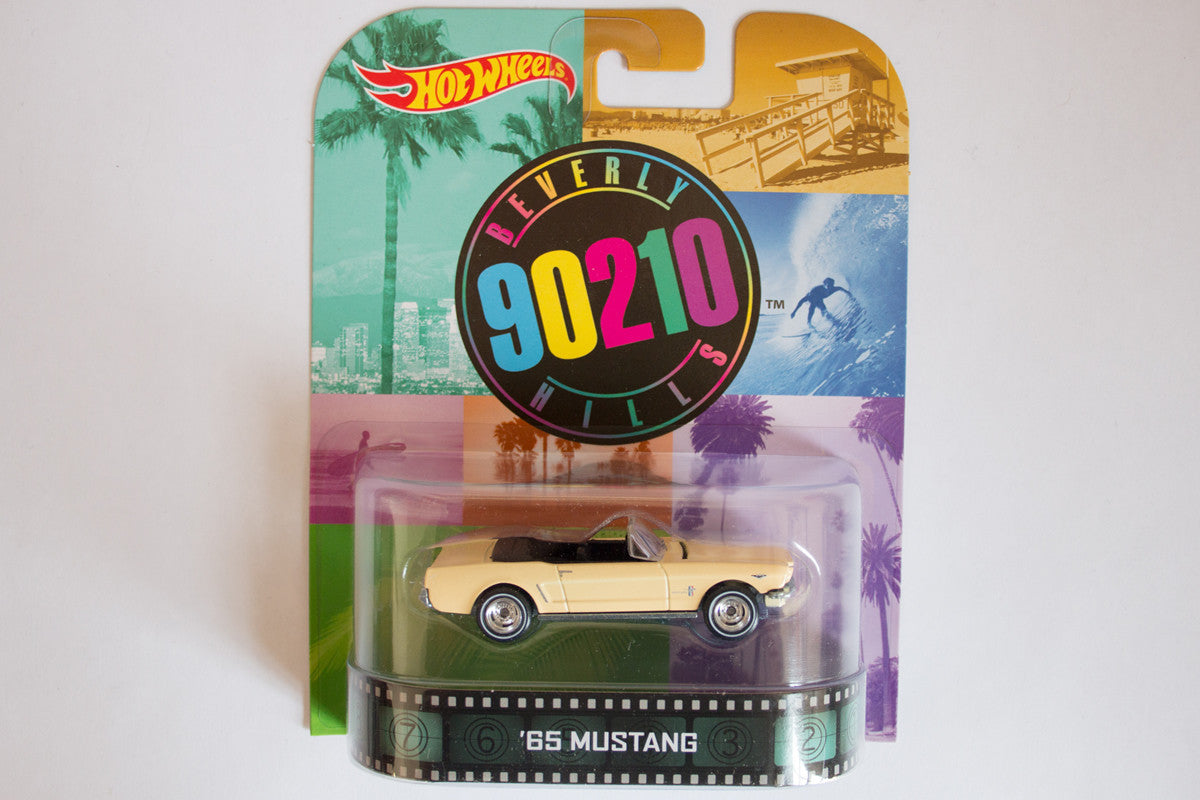 HOT WHEELS
BEVERLY
90210
HILLS
TM
7 6 '65 MUSTANG 3 2